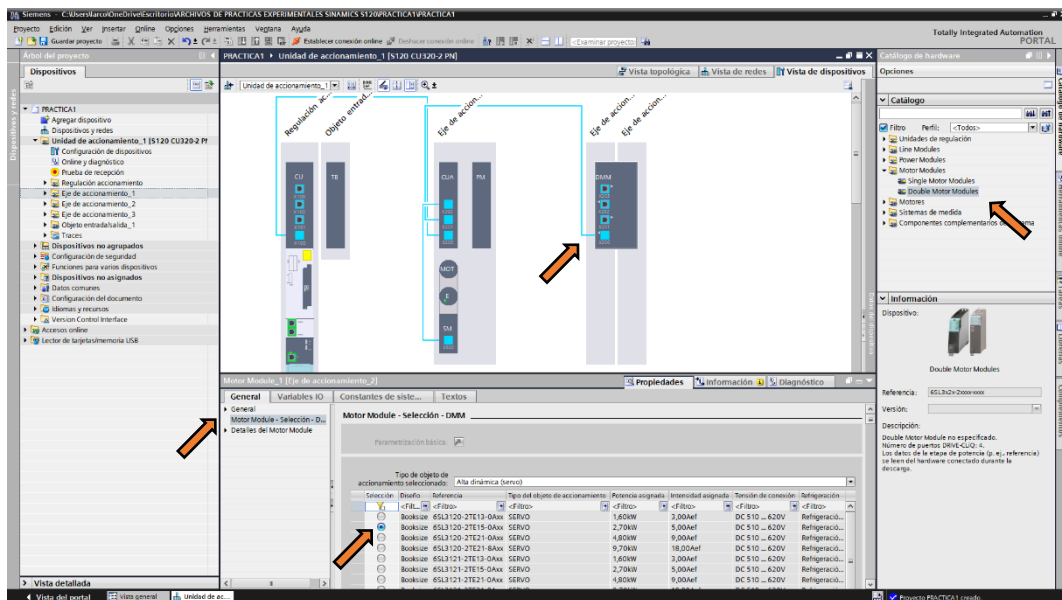 Siemens - C:\Users\larco\OneDrive\Escritorio\ARCHIVOS DE PRACTICAS EXPERIMENTALES SINAMICS S120\PRACTICA1\PRACTICA1
Proyecto Edición Ver Insertar Online Opciones Herramientas Ventana Ayuda
Guardar proyecto
Establecer conexión online
Deshacer conexión online
<Examinar proyecto>
Totally Integrated Automation
PORTAL
Árbol del proyecto
Dispositivos
Dispositivos y redes
PRACTICA1
Agregar dispositivo
Dispositivos y redes
Unidad de accionamiento_1 [S120 CU320-2 PN
Configuración de dispositivos
Online y diagnóstico
Prueba de recepción
Regulación accionamiento
Eje de accionamiento_1
Eje de accionamiento_2
Eje de accionamiento_3
Objeto entrada/salida_1
Traces
Dispositivos no agrupados
Configuración de seguridad
Funciones para varios dispositivos
Dispositivos no asignados
Datos comunes
Configuración del documento
Idiomas y recursos
Version Control Interface
Accesos online
Lector de tarjetas/memoria USB
Vista detallada
PRACTICA1 Unidad de accionamiento_1 [S120 CU320-2 PN]
Vista topológica Vista de redes Vista de dispositivos
Unidad de accionamiento_1
Regulación ac...
Objeto entrad...
Eje de accion...
Eje de accion...
Eje de accion...
CU
TB
CUA
PM
DMM
MOT
E
SM
Motor Module_1 [Eje de accionamiento_2]
Propiedades Información Diagnóstico
General Variables IO Constantes de siste... Textos
General
Motor Module - Selección - D...
Detalles del Motor Module
Motor Module - Selección - DMM
Parametrización básica:
Tipo de objeto de
accionamiento seleccionado: Alta dinámica (servo)
Selección Diseño Referencia Tipo del objeto de accionamiento Potencia asignada Intensidad asignada Tensión de conexión Refrigeración
<Filt... <Filtro> <Filtro> <Filtro> <Filtro> <Filtro> <Filtro>
Booksize 6SL3120-2TE13-0Axx SERVO 1,60kW 3,00Aef DC 510 ... 620V Refrigeració...
Booksize 6SL3120-2TE15-0Axx SERVO 2,70kW 5,00Aef DC 510 ... 620V Refrigeració...
Booksize 6SL3120-2TE21-0Axx SERVO 4,80kW 9,00Aef DC 510 ... 620V Refrigeració...
Booksize 6SL3120-2TE21-8Axx SERVO 9,70kW 18,00Aef DC 510 ... 620V Refrigeració...
Booksize 6SL3121-2TE13-0Axx SERVO 1,60kW 3,00Aef DC 510 ... 620V Refrigeració...
Booksize 6SL3121-2TE15-0Axx SERVO 2,70kW 5,00Aef DC 510 ... 620V Refrigeració...
Booksize 6SL3121-2TE21-0Axx SERVO 4,80kW 9,00Aef DC 510 ... 620V Refrigeració...
Catálogo de hardware
Opciones
Catálogo
Filtro Perfil: <Todos>
Unidades de regulación
Line Modules
Power Modules
Motor Modules
Single Motor Modules
Double Motor Modules
Motores
Sistemas de medida
Componentes complementarios de
Información
Dispositivo:
Double Motor Modules
Referencia: 6SL3x2x-2xxxx-xxxx
Versión:
Descripción:
Double Motor Module no especificado.
Número de puertos DRIVE-CLiQ: 4.
Los datos de la etapa de potencia (p. ej., referencia)
se leen del hardware conectado durante la
descarga.
Vista del portal Vista general Unidad de ac...
Proyecto PRACTICA1 creado.